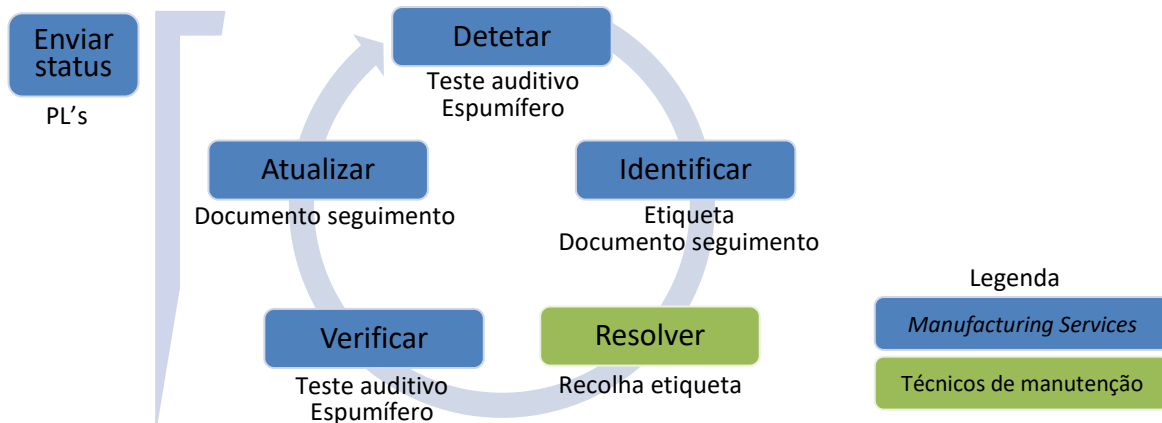 Enviar
status
PL's
Detetar
Teste auditivo
Espumífero
Atualizar
Documento seguimento
Identificar
Etiqueta
Documento seguimento
Verificar
Teste auditivo
Espumífero
Resolver
Recolha etiqueta
Legenda
Manufacturing Services
Técnicos de manutenção